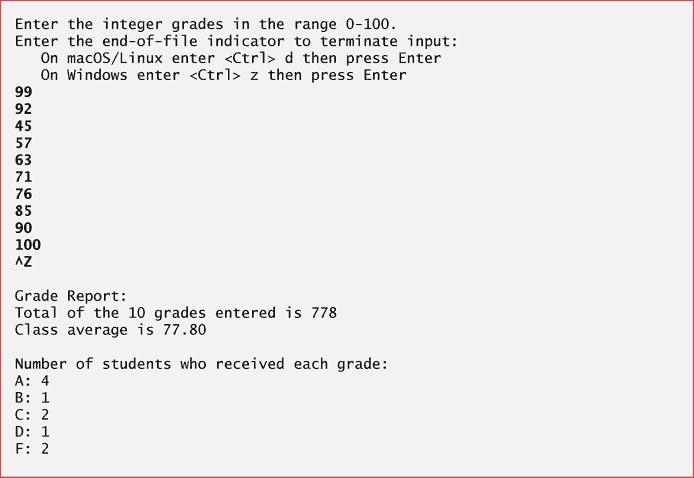 Enter the integer grades in the range 0-100.
Enter the end-of-file indicator to terminate input:
   On macOS/Linux enter <Ctrl> d then press Enter
   On Windows enter <Ctrl> z then press Enter
99
92
45
57
63
71
76
85
90
100
^Z

Grade Report:
Total of the 10 grades entered is 778
Class average is 77.80

Number of students who received each grade:
A: 4
B: 1
C: 2
D: 1
F: 2